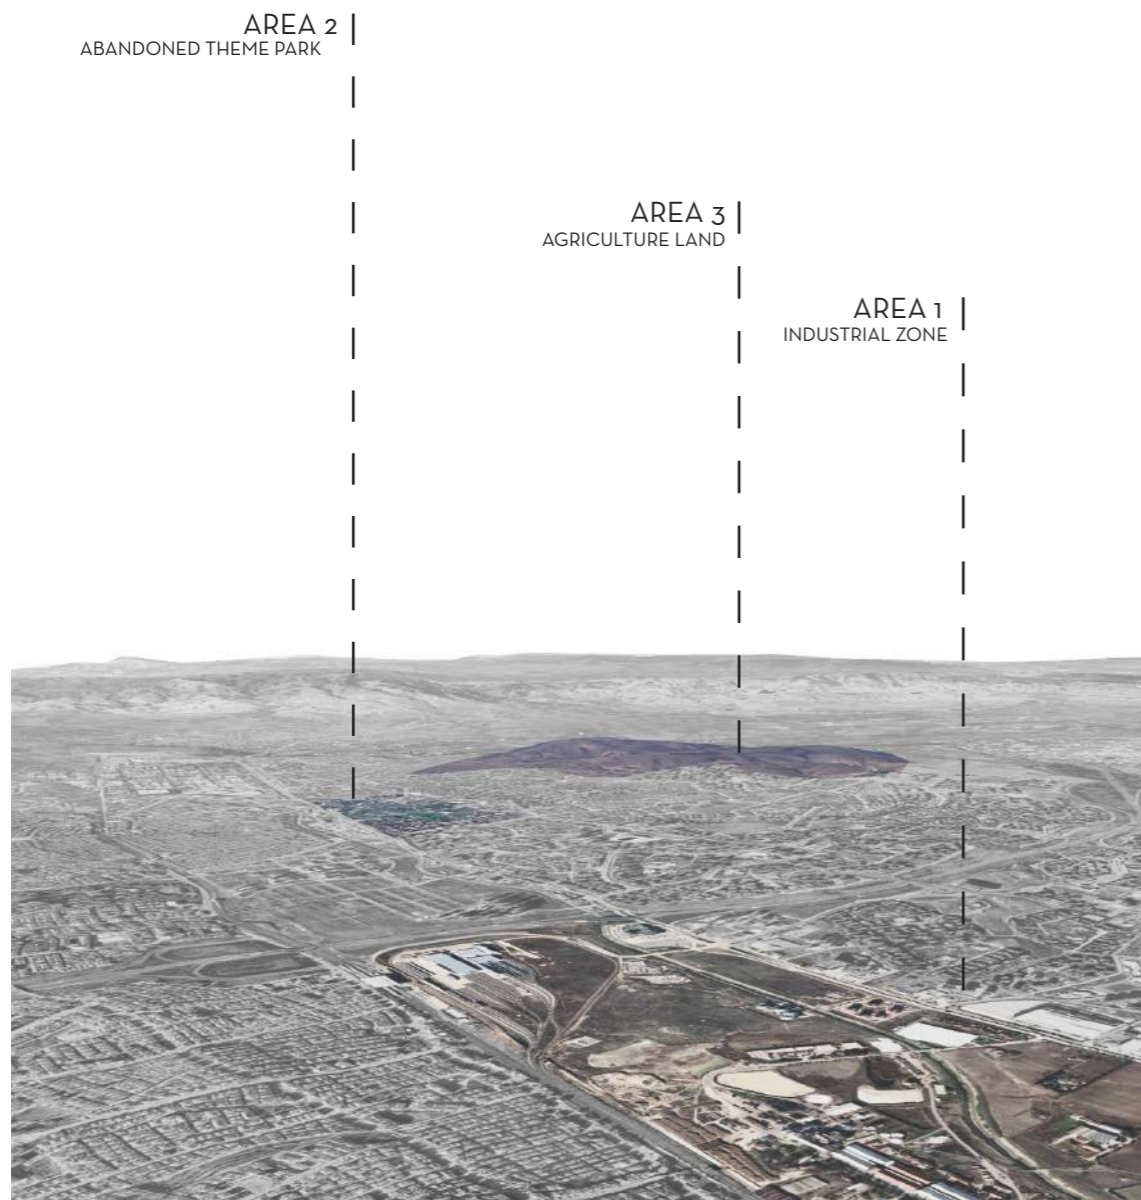 AREA 2
ABANDONED THEME PARK
AREA 3
AGRICULTURE LAND
AREA 1
INDUSTRIAL ZONE